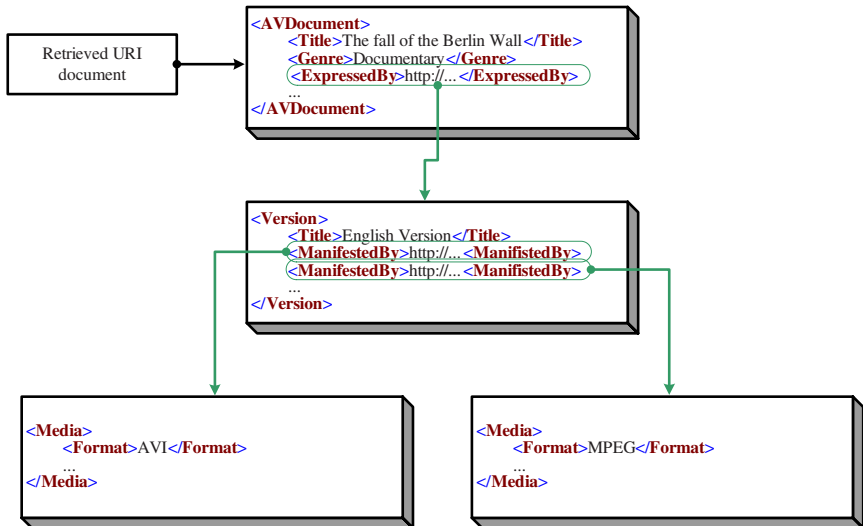 Retrieved URI
document
<AVDocument>
<Title>The fall of the Berlin Wall</Title>
<Genre>Documentary</Genre>
<ExpressedBy>http://... </ExpressedBy>
...
</AVDocument>
<Version>
<Title>English Version</Title>
<ManifestedBy>http://... <ManifistedBy>
<ManifestedBy>http://... <ManifistedBy>
...
</Version>
<Media>
<Format>AVI</Format>
...
</Media>
<Media>
<Format>MPEG</Format>
...
</Media>